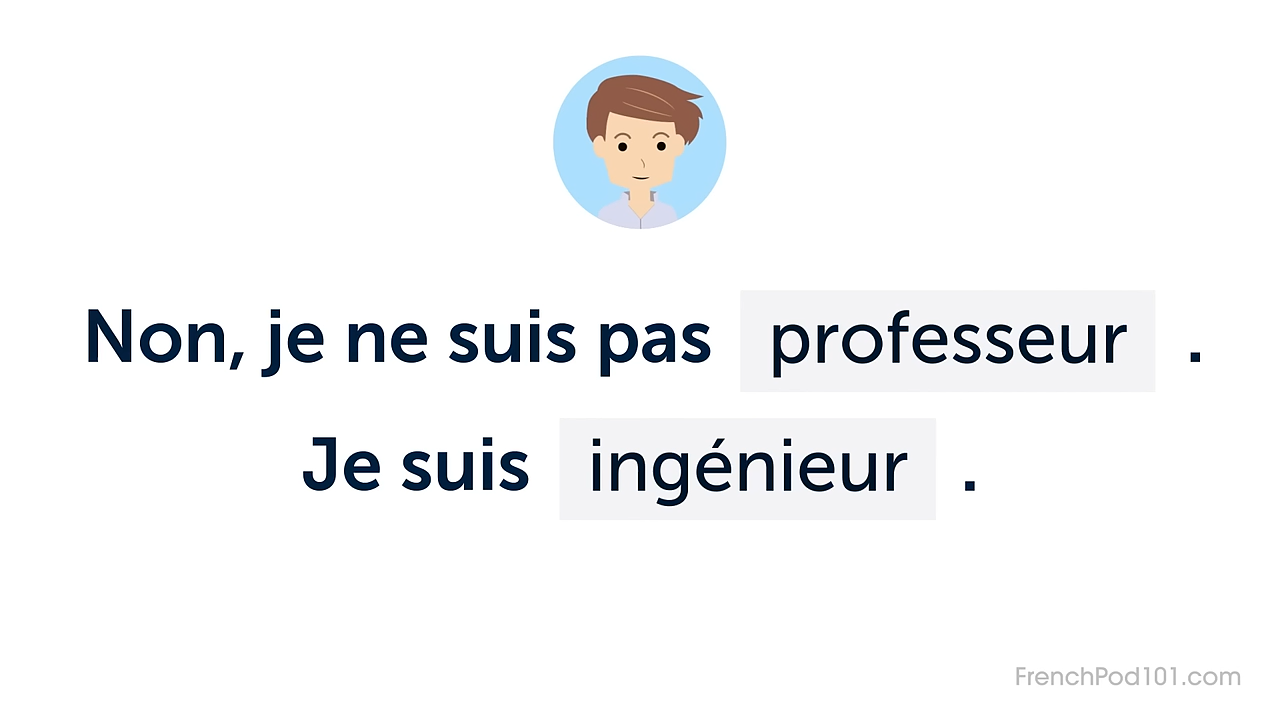 Non, je ne suis pas professeur .
Je suis ingénieur .
FrenchPod101.com